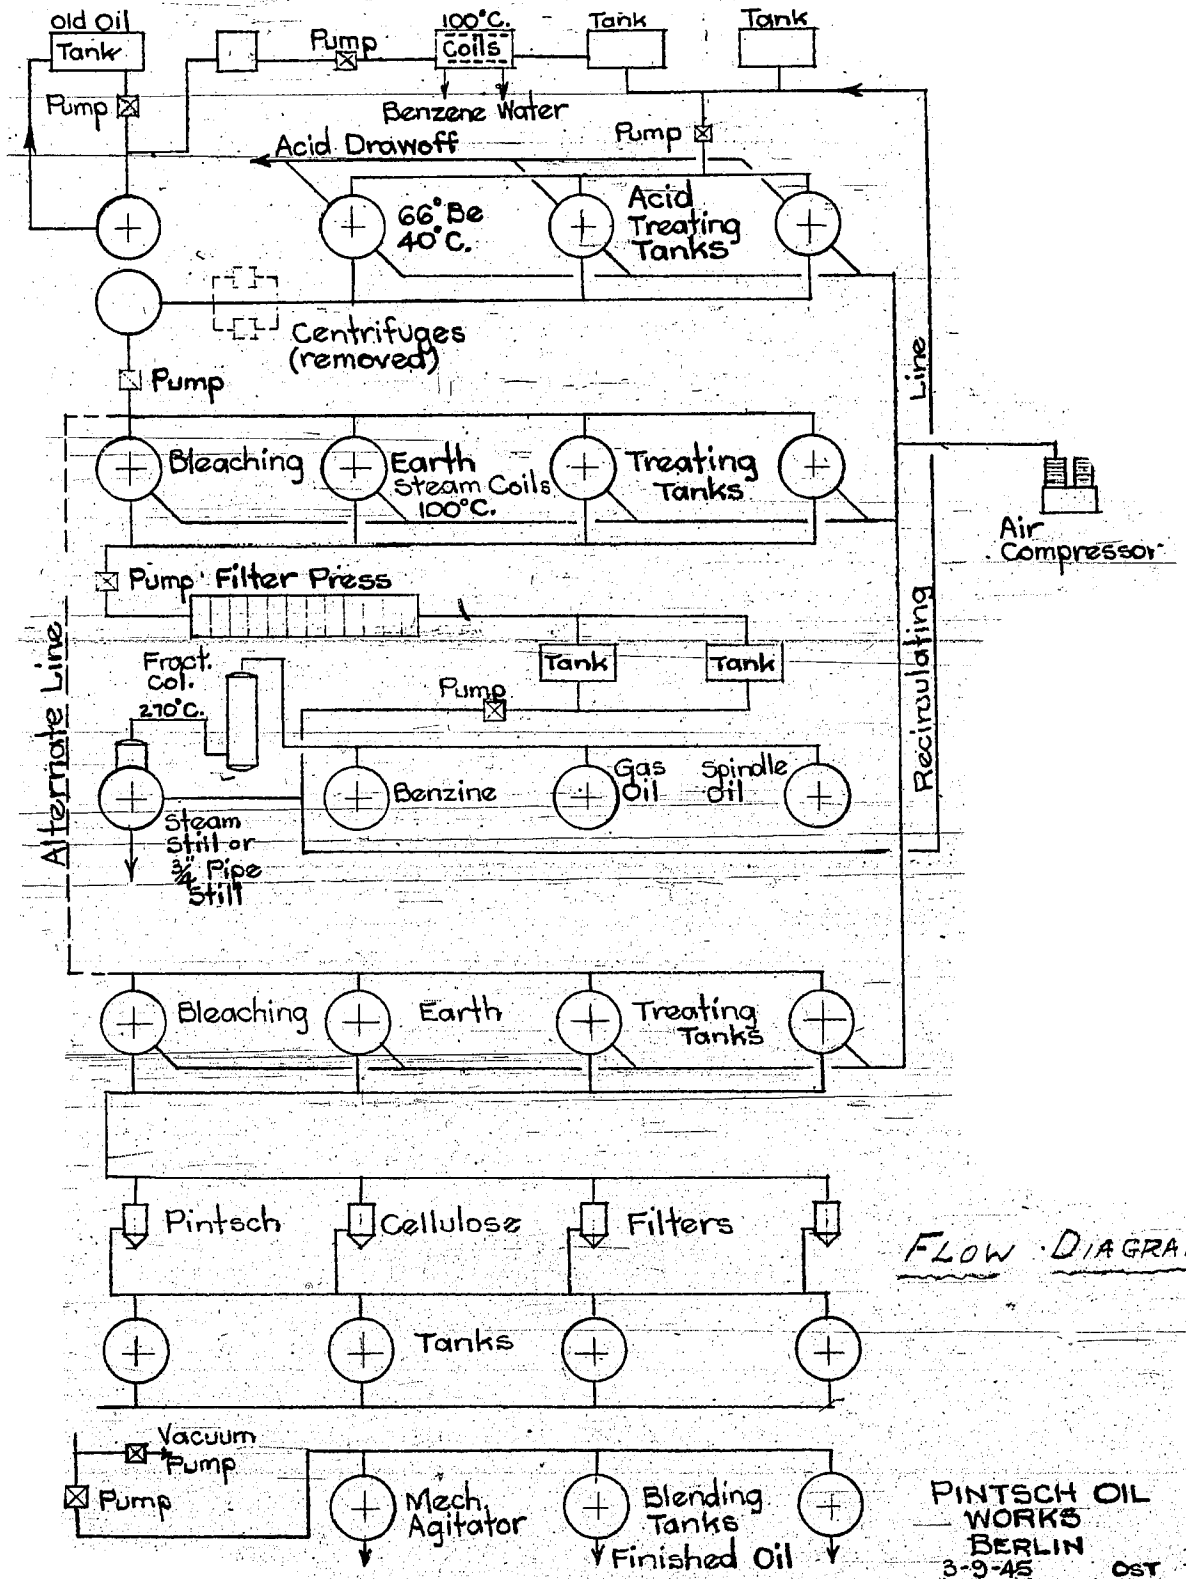 old Oil
Tank
Pump
Pump
100°C.
Coils
Tank
Tank
Benzene Water
Pump
Acid Drawoff
66° Be
40°C.
Acid
Treating
Tanks
Centrifuges
(removed)
Pump
Line
Bleaching
Earth
Steam Coils
100°C.
Treating
Tanks
Air
Compressor
Pump
Filter Press
Alternate Line
Fract.
Col.
270°C.
Tank
Tank
Pump
Recirculating
Benzine
Gas
Oil
Spindle
Oil
Steam
Still or
3/4" Pipe
Still
Bleaching
Earth
Treating
Tanks
Pintsch
Cellulose
Filters
FLOW DIAGRA
Tanks
Vacuum
Pump
Pump
Mech.
Agitator
Blending
Tanks
Finished Oil
PINTSCH OIL
WORKS
BERLIN
3-9-45 OST